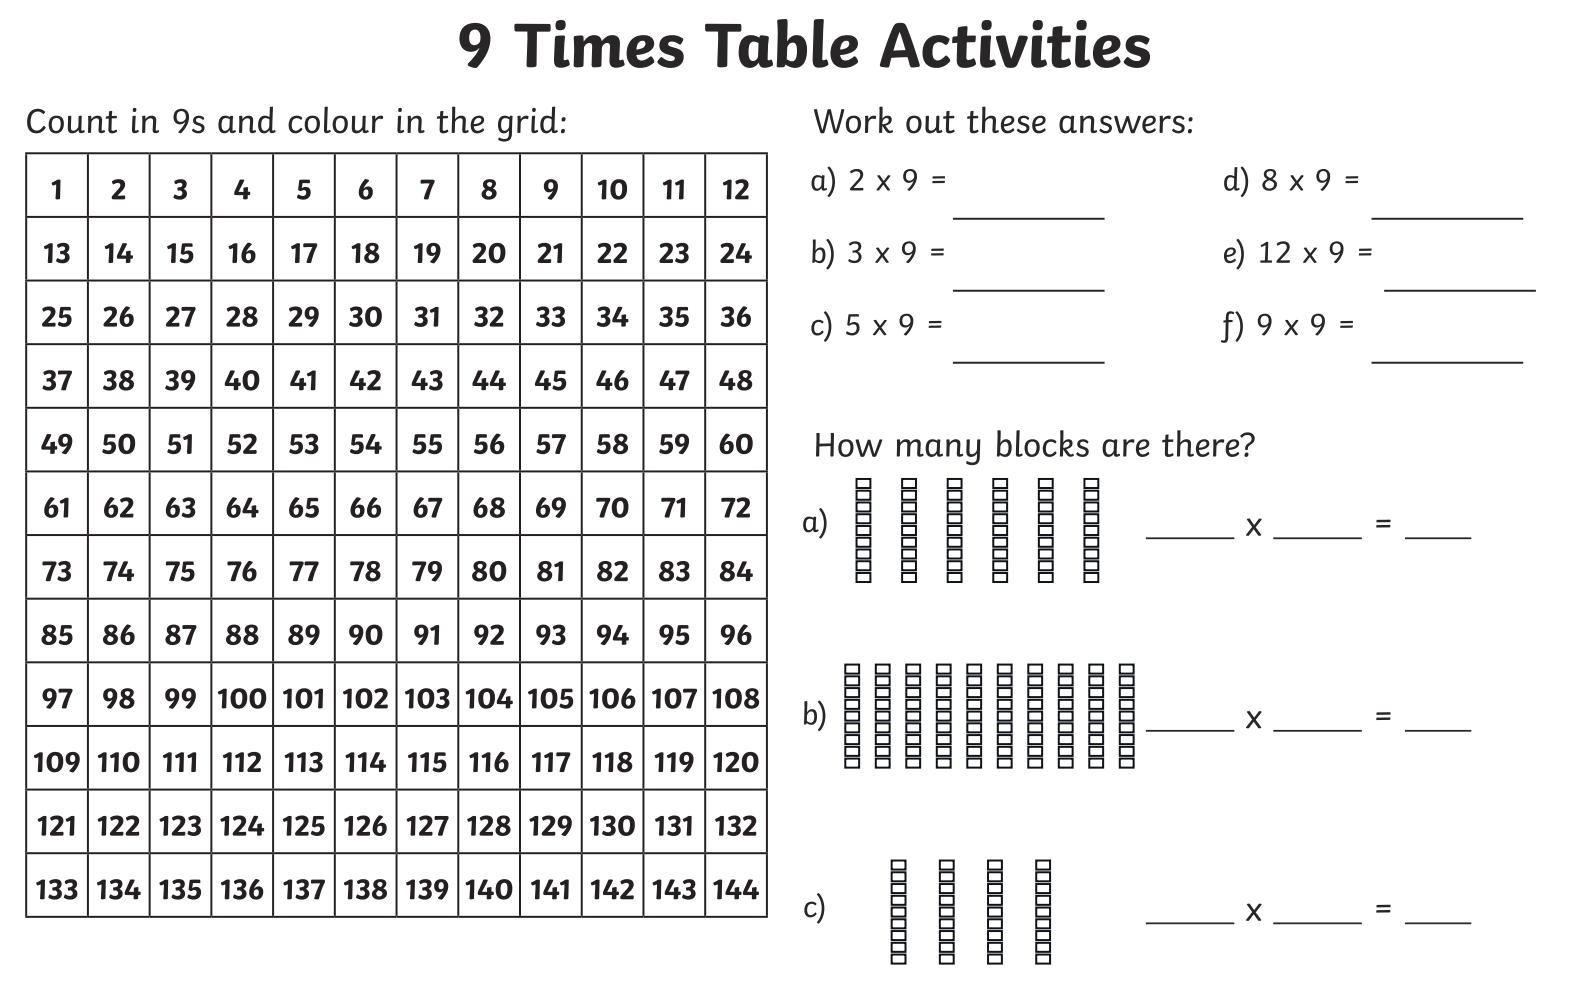 9 Times Table Activities
Count in 9s and colour in the grid:
1 2 3 4 5 6 7 8 9 10 11 12
13 14 15 16 17 18 19 20 21 22 23 24
25 26 27 28 29 30 31 32 33 34 35 36
37 38 39 40 41 42 43 44 45 46 47 48
49 50 51 52 53 54 55 56 57 58 59 60
61 62 63 64 65 66 67 68 69 70 71 72
73 74 75 76 77 78 79 80 81 82 83 84
85 86 87 88 89 90 91 92 93 94 95 96
97 98 99 100 101 102 103 104 105 106 107 108
109 110 111 112 113 114 115 116 117 118 119 120
121 122 123 124 125 126 127 128 129 130 131 132
133 134 135 136 137 138 139 140 141 142 143 144
Work out these answers:
a) 2 x 9 =
b) 3 x 9 =
c) 5 x 9 =
d) 8 x 9 =
e) 12 x 9 =
f) 9 x 9 =
How many blocks are there?
a) ____ x ____ = ____
b) ____ x ____ = ____
c) ____ x ____ = ____